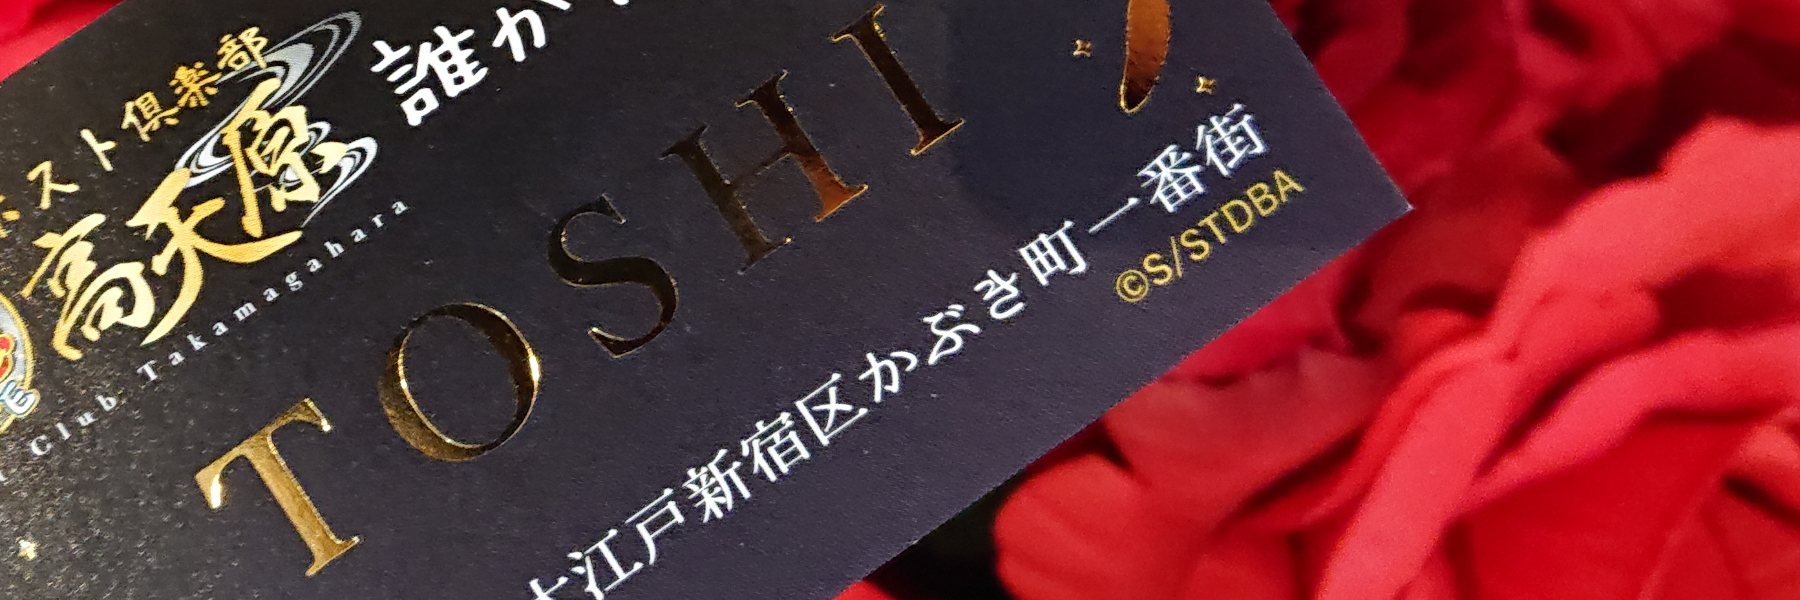 スト倶楽部
高天原
Club Takamagahara
誰か
TOSHI
大江戸新宿区かぶき町一番街
©S/STDBA